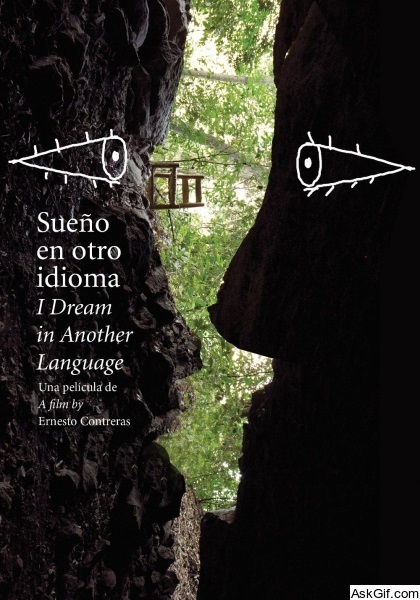 Sueño
en otro
idioma
I Dream
in Another
Language
Una película de
A film by
Ernesto Contreras
AskGif.com